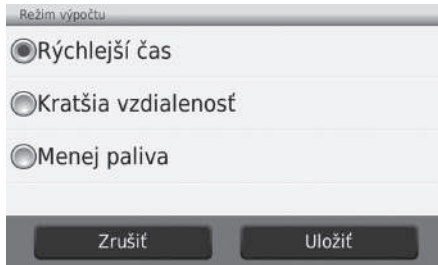 Režim výpočtu
Rýchlejší čas
Kratšia vzdialenosť
Menej paliva
Zrušiť
Uložiť